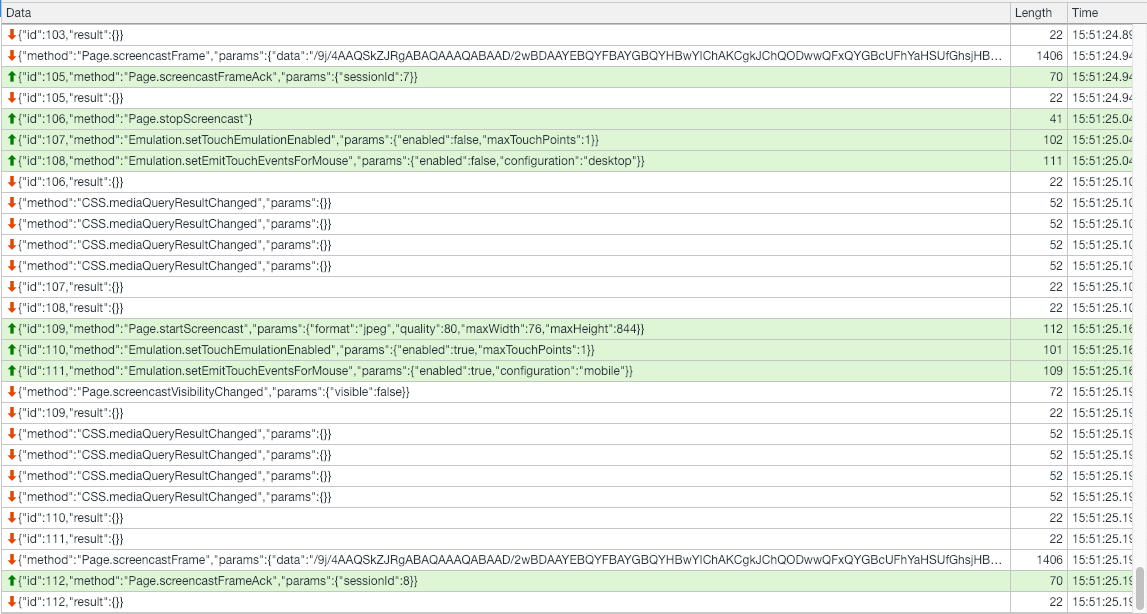 Data Length Time
{"id":103,"result":{}} 22 15:51:24.89
{"method":"Page.screencastFrame","params":{"data":"/9j/4AAQSkZJRgABAQAAAQABAAD/2wBDAAYEBQYFBAYGBQYHBwYIChAKCgkJChQODwwQFxQYGBcUFhYaHSUfGhsjHB... 1406 15:51:24.94
{"id":105,"method":"Page.screencastFrameAck","params":{"sessionId":7}} 70 15:51:24.94
{"id":105,"result":{}} 22 15:51:24.94
{"id":106,"method":"Page.stopScreencast"} 41 15:51:25.04
{"id":107,"method":"Emulation.setTouchEmulationEnabled","params":{"enabled":false,"maxTouchPoints":1}} 102 15:51:25.04
{"id":108,"method":"Emulation.setEmitTouchEventsForMouse","params":{"enabled":false,"configuration":"desktop"}} 111 15:51:25.04
{"id":106,"result":{}} 22 15:51:25.10
{"method":"CSS.mediaQueryResultChanged","params":{}} 52 15:51:25.10
{"method":"CSS.mediaQueryResultChanged","params":{}} 52 15:51:25.10
{"method":"CSS.mediaQueryResultChanged","params":{}} 52 15:51:25.10
{"method":"CSS.mediaQueryResultChanged","params":{}} 52 15:51:25.10
{"id":107,"result":{}} 22 15:51:25.10
{"id":108,"result":{}} 22 15:51:25.10
{"id":109,"method":"Page.startScreencast","params":{"format":"jpeg","quality":80,"maxWidth":76,"maxHeight":844}} 112 15:51:25.16
{"id":110,"method":"Emulation.setTouchEmulationEnabled","params":{"enabled":true,"maxTouchPoints":1}} 101 15:51:25.16
{"id":111,"method":"Emulation.setEmitTouchEventsForMouse","params":{"enabled":true,"configuration":"mobile"}} 109 15:51:25.16
{"method":"Page.screencastVisibilityChanged","params":{"visible":false}} 72 15:51:25.19
{"id":109,"result":{}} 22 15:51:25.19
{"method":"CSS.mediaQueryResultChanged","params":{}} 52 15:51:25.19
{"method":"CSS.mediaQueryResultChanged","params":{}} 52 15:51:25.19
{"method":"CSS.mediaQueryResultChanged","params":{}} 52 15:51:25.19
{"method":"CSS.mediaQueryResultChanged","params":{}} 52 15:51:25.19
{"id":110,"result":{}} 22 15:51:25.19
{"id":111,"result":{}} 22 15:51:25.19
{"method":"Page.screencastFrame","params":{"data":"/9j/4AAQSkZJRgABAQAAAQABAAD/2wBDAAYEBQYFBAYGBQYHBwYIChAKCgkJChQODwwQFxQYGBcUFhYaHSUfGhsjHB... 1406 15:51:25.19
{"id":112,"method":"Page.screencastFrameAck","params":{"sessionId":8}} 70 15:51:25.19
{"id":112,"result":{}} 22 15:51:25.19